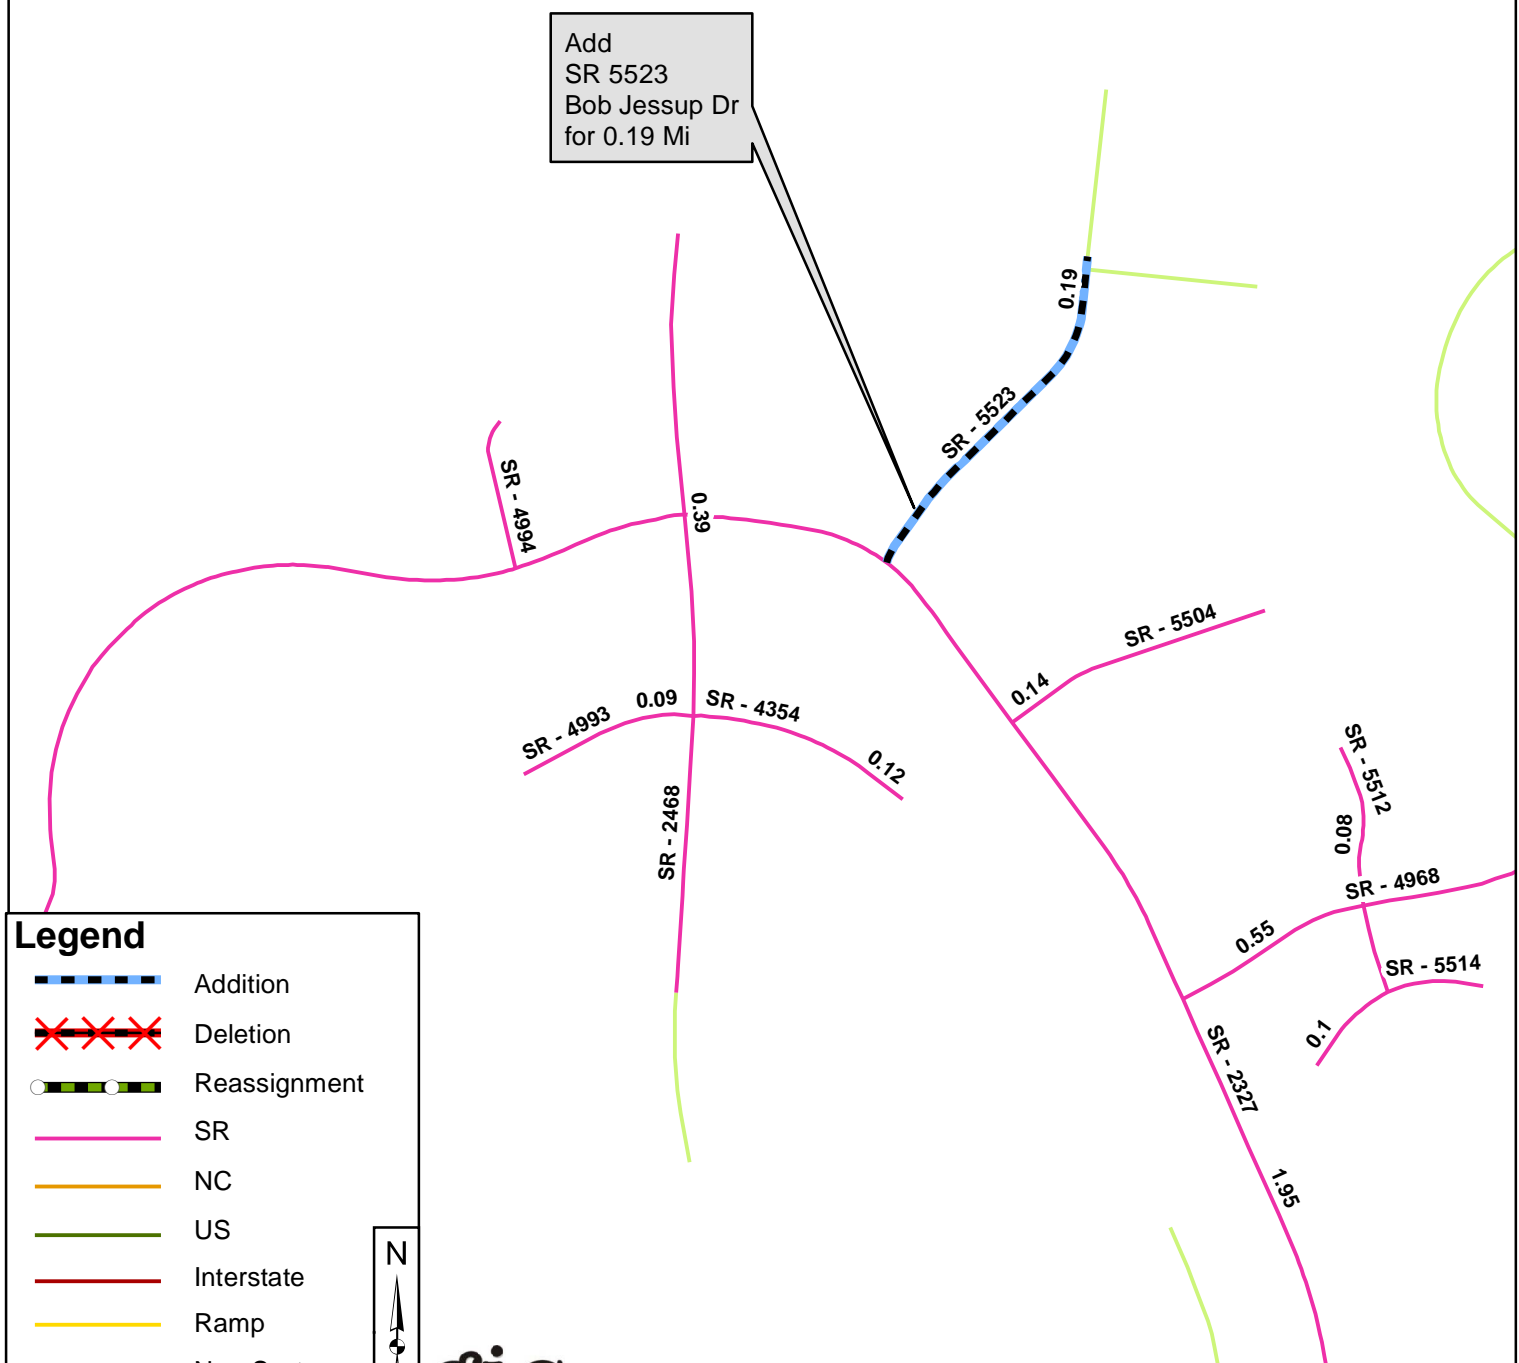 Add
SR 5523
Bob Jessup Dr
for 0.19 Mi
0.19
SR - 5523
SR - 4994
0.39
SR - 5504
0.14
SR - 4993
0.09
SR - 4354
0.12
SR - 2468
SR - 5512
0.08
SR - 4968
0.55
SR - 5514
0.1
SR - 2327
1.95
Legend
Addition
Deletion
Reassignment
SR
NC
US
Interstate
Ramp
N